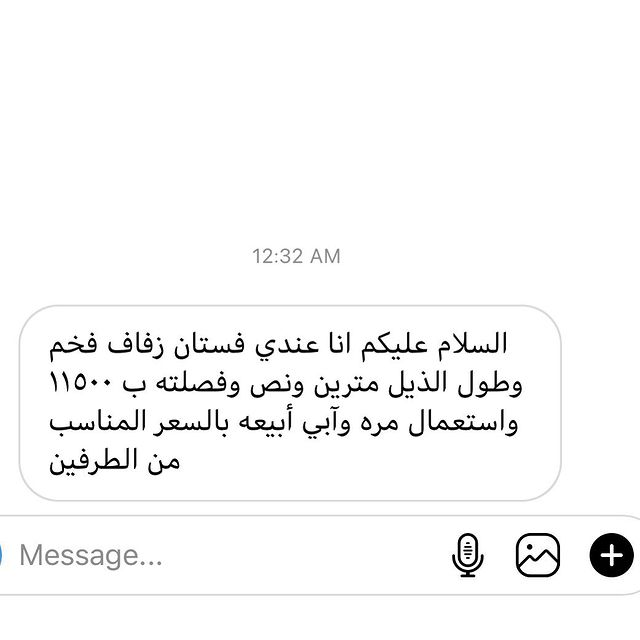 12:32 AM
السلام عليكم انا عندي فستان زفاف فخم
وطول الذيل مترين ونص وفصلته ب ١١٥٠٠
واستعمال مره وآبي أبيعه بالسعر المناسب
من الطرفين
Message...